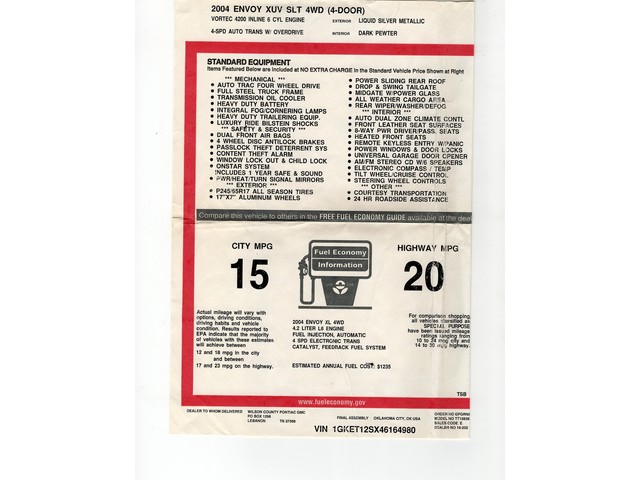 2004 ENVOY XUV SLT 4WD (4-DOOR)
VORTEC 4200 INLINE 6 CYL ENGINE EXTERIOR LIQUID SILVER METALLIC
4-SPD AUTO TRANS W/ OVERDRIVE INTERIOR DARK PEWTER
STANDARD EQUIPMENT
Items Featured Below are Included at NO EXTRA CHARGE in the Standard Vehicle Price Shown at Right
*** MECHANICAL ***
• AUTO TRAC FOUR WHEEL DRIVE
• FULL STEEL TRUCK FRAME
• TRANSMISSION OIL COOLER
• HEAVY DUTY BATTERY
• INTEGRAL FOG/CORNERING LAMPS
• HEAVY DUTY TRAILERING EQUIP.
• LUXURY RIDE BILSTEIN SHOCKS
*** SAFETY & SECURITY ***
• DUAL FRONT AIR BAGS
• 4 WHEEL DISC ANTILOCK BRAKES
• PASSLOCK THEFT DETERRENT SYS
• CONTENT THEFT ALARM
• WINDOW LOCK OUT & CHILD LOCK
• ONSTAR SYSTEM
INCLUDES 1 YEAR SAFE & SOUND
• PWR/HEAT/TURN SIGNAL MIRRORS
*** EXTERIOR ***
• P245/65R17 ALL SEASON TIRES
• 17"X7" ALUMINUM WHEELS
• POWER SLIDING REAR ROOF
• DROP & SWING TAILGATE
• MIDGATE W/POWER GLASS
• ALL WEATHER CARGO AREA
• REAR WIPER/WASHER/DEFOG
*** INTERIOR ***
• AUTO DUAL ZONE CLIMATE CONTL
• FRONT LEATHER SEAT SURFACES
• 8-WAY PWR DRIVER/PASS. SEATS
• HEATED FRONT SEATS
• REMOTE KEYLESS ENTRY W/PANIC
• POWER WINDOWS & DOOR LOCKS
• UNIVERSAL GARAGE DOOR OPENER
• AM/FM STEREO CD W/6 SPEAKERS
• ELECTRONIC COMPASS / TEMP
• TILT WHEEL/CRUISE CONTROL
• STEERING WHEEL CONTROLS
*** OTHER ***
• COURTESY TRANSPORTATION
• 24 HR ROADSIDE ASSISTANCE
Compare this vehicle to others in the FREE FUEL ECONOMY GUIDE available at the deal
CITY MPG
15
Fuel Economy
Information
HIGHWAY MPG
20
Actual mileage will vary with
options, driving conditions,
driving habits and vehicle
condition. Results reported to
EPA indicate that the majority
of vehicles with these estimates
will achieve between
12 and 18 mpg in the city
and between
17 and 23 mpg on the highway.
2004 ENVOY XL 4WD
4.2 LITER L6 ENGINE
FUEL INJECTION, AUTOMATIC
4 SPD ELECTRONIC TRANS
CATALYST, FEEDBACK FUEL SYSTEM
ESTIMATED ANNUAL FUEL COST: $1235
For comparison shopping,
all vehicles classified as
SPECIAL PURPOSE
have been issued mileage
ratings ranging from
10 to 24 mpg city and
14 to 30 mpg highway.
TSB
www.fueleconomy.gov
DEALER TO WHOM DELIVERED WILSON COUNTY PONTIAC GMC
PO BOX 1298
LEBANON TN 37088
FINAL ASSEMBLY OKLAHOMA CITY, OK USA
ORDER NO
MODEL NO
SALES CODE: E
DEALER NO
VIN 1GKET12SX46164980